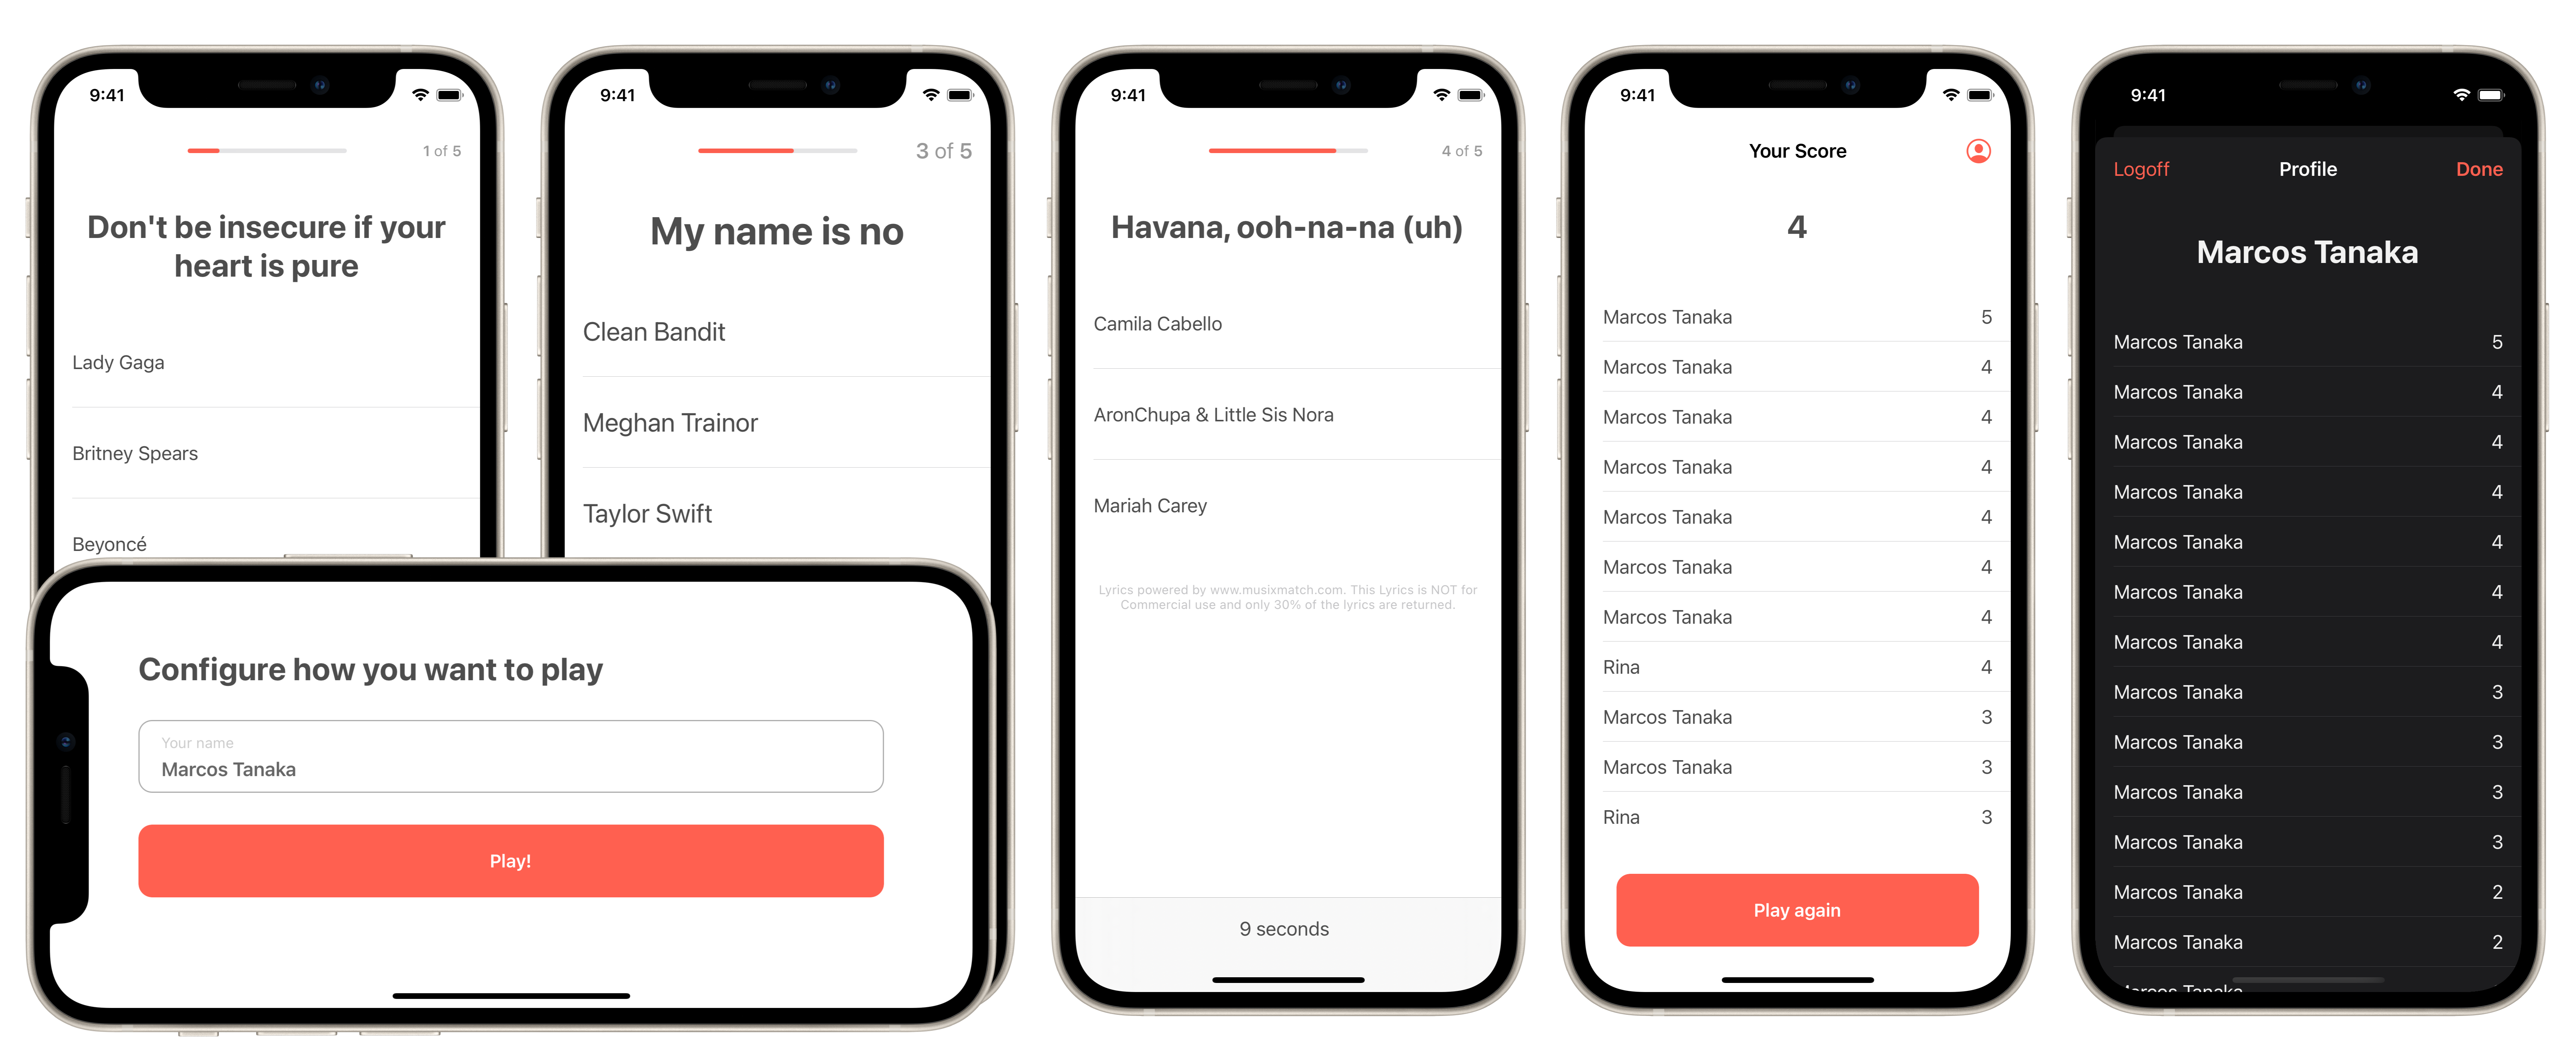 9:41
1 of 5
Don't be insecure if your
heart is pure
Lady Gaga
Britney Spears
Beyoncé
9:41
3 of 5
My name is no
Clean Bandit
Meghan Trainor
Taylor Swift
Configure how you want to play
Your name
Marcos Tanaka
Play!
9:41
4 of 5
Havana, ooh-na-na (uh)
Camila Cabello
AronChupa & Little Sis Nora
Mariah Carey
Lyrics powered by www.musixmatch.com. This Lyrics is NOT for
Commercial use and only 30% of the lyrics are returned.
9 seconds
9:41
Your Score
4
Marcos Tanaka 5
Marcos Tanaka 4
Marcos Tanaka 4
Marcos Tanaka 4
Marcos Tanaka 4
Marcos Tanaka 4
Marcos Tanaka 4
Rina 4
Marcos Tanaka 3
Marcos Tanaka 3
Rina 3
Play again
9:41
Logoff Profile Done
Marcos Tanaka
Marcos Tanaka 5
Marcos Tanaka 4
Marcos Tanaka 4
Marcos Tanaka 4
Marcos Tanaka 4
Marcos Tanaka 4
Marcos Tanaka 4
Marcos Tanaka 3
Marcos Tanaka 3
Marcos Tanaka 3
Marcos Tanaka 3
Marcos Tanaka 2
Marcos Tanaka 2